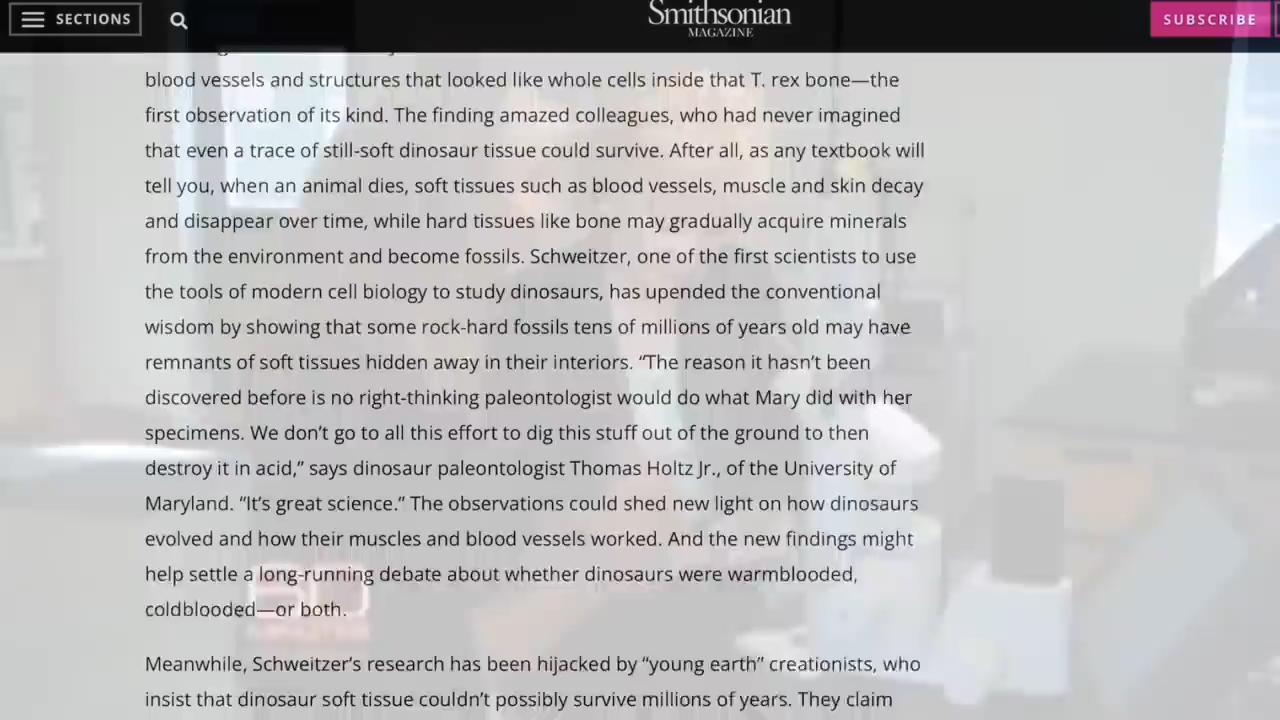 SECTIONS
Smithsonian
MAGAZINE
SUBSCRIBE
blood vessels and structures that looked like whole cells inside that T. rex bone—the
first observation of its kind. The finding amazed colleagues, who had never imagined
that even a trace of still-soft dinosaur tissue could survive. After all, as any textbook will
tell you, when an animal dies, soft tissues such as blood vessels, muscle and skin decay
and disappear over time, while hard tissues like bone may gradually acquire minerals
from the environment and become fossils. Schweitzer, one of the first scientists to use
the tools of modern cell biology to study dinosaurs, has upended the conventional
wisdom by showing that some rock-hard fossils tens of millions of years old may have
remnants of soft tissues hidden away in their interiors. “The reason it hasn’t been
discovered before is no right-thinking paleontologist would do what Mary did with her
specimens. We don’t go to all this effort to dig this stuff out of the ground to then
destroy it in acid,” says dinosaur paleontologist Thomas Holtz Jr., of the University of
Maryland. “It’s great science.” The observations could shed new light on how dinosaurs
evolved and how their muscles and blood vessels worked. And the new findings might
help settle a long-running debate about whether dinosaurs were warmblooded,
coldblooded—or both.
Meanwhile, Schweitzer’s research has been hijacked by “young earth” creationists, who
insist that dinosaur soft tissue couldn’t possibly survive millions of years. They claim